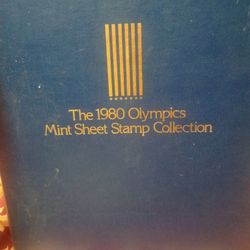 The 1980 Olympics
Mint Sheet Stamp Collection